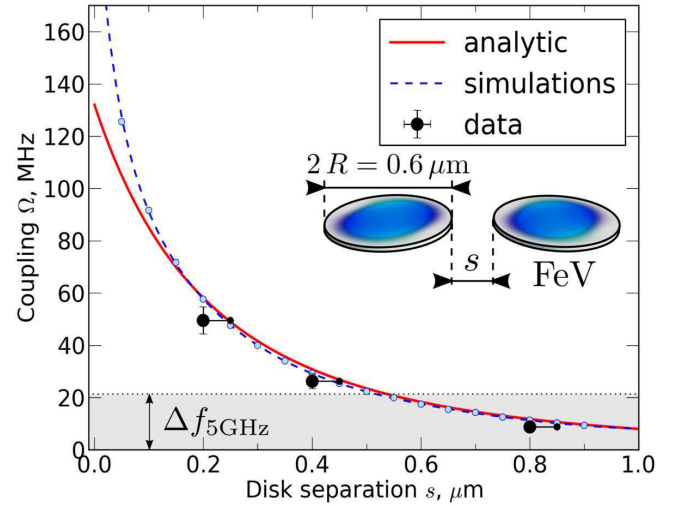 160
140
120
100
80
60
40
20
0
Coupling Ω, MHz
analytic
simulations
data
2 R = 0.6 μm
s
FeV
Δf5GHz
0.0 0.2 0.4 0.6 0.8 1.0
Disk separation s, μm